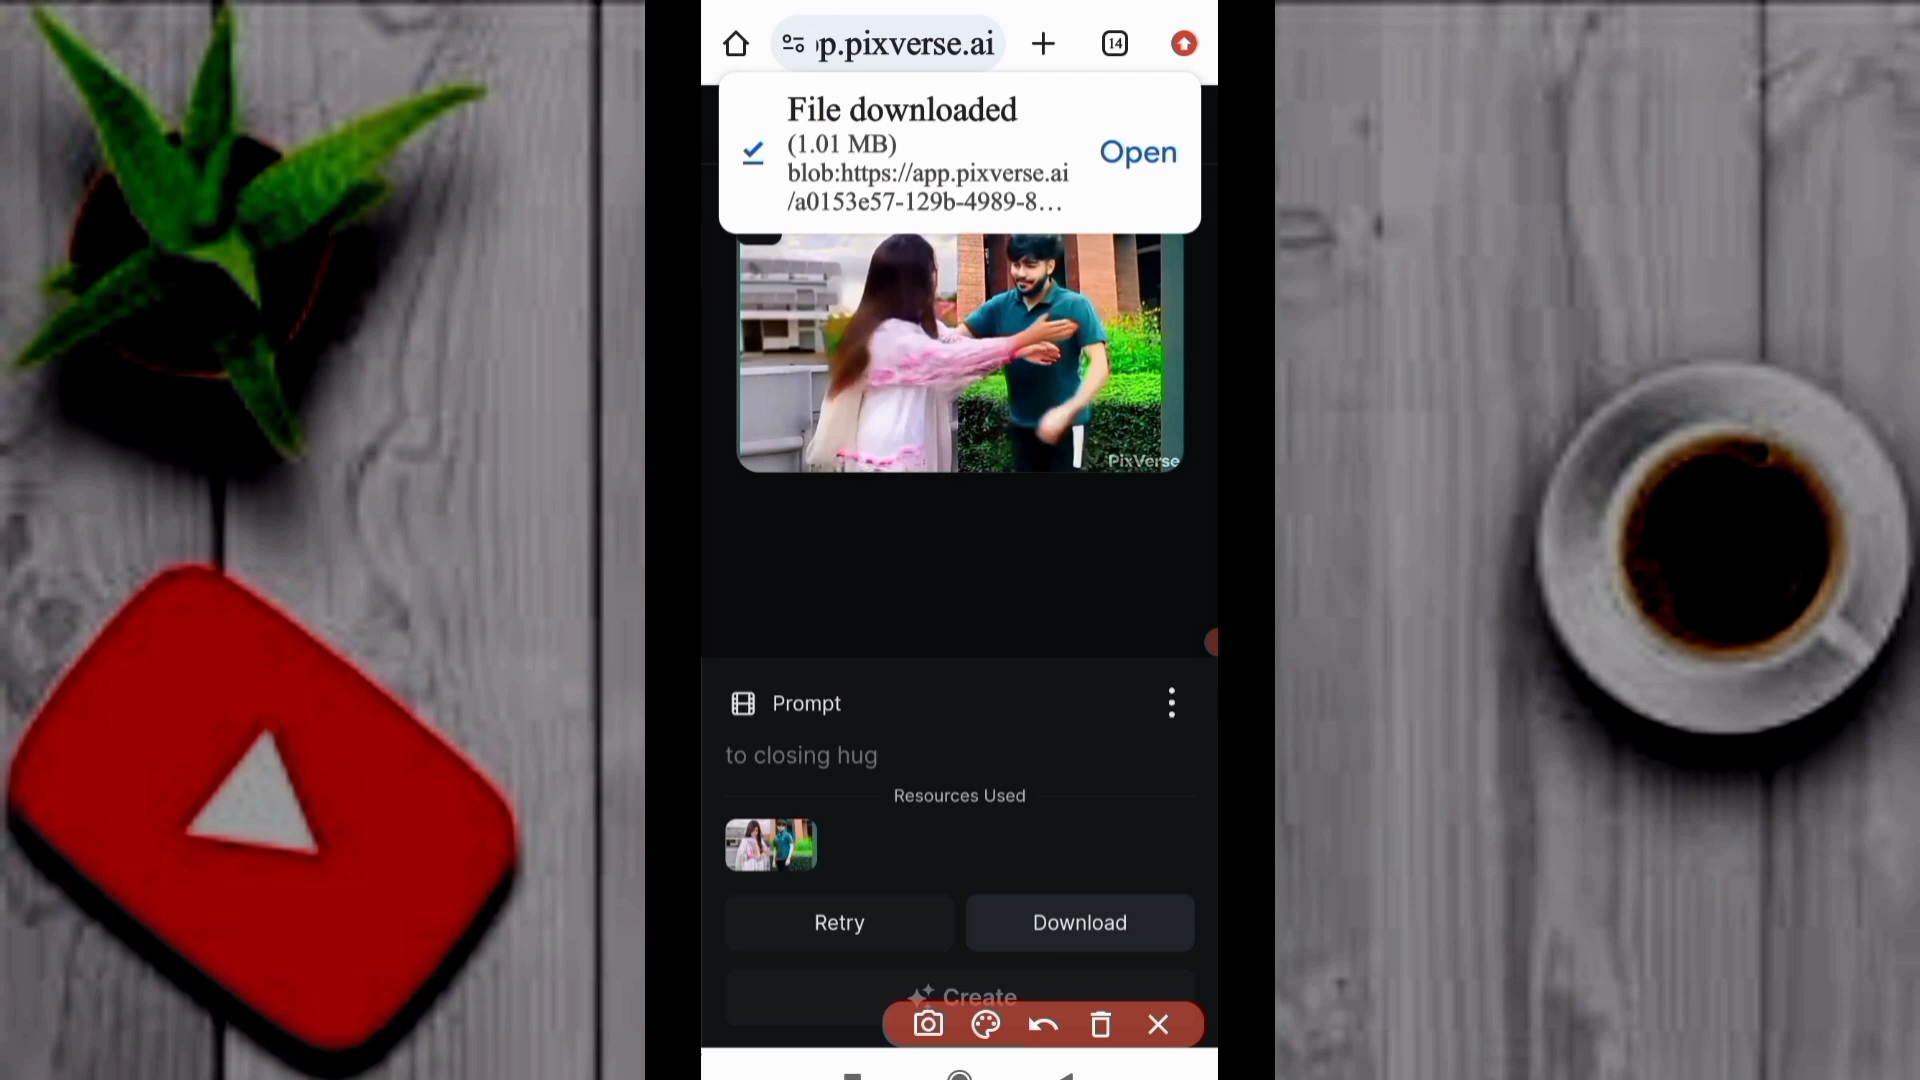 p.pixverse.ai
14
File downloaded
(1.01 MB)
blob:https://app.pixverse.ai
/a0153e57-129b-4989-8…
Open
PixVerse
Prompt
to closing hug
Resources Used
Retry
Download
Create